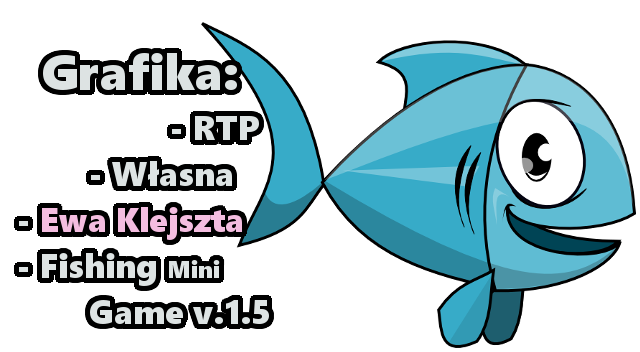 Grafika:
- RTP
- Własna
- Ewa Klejszta
- Fishing Mini
Game v.1.5